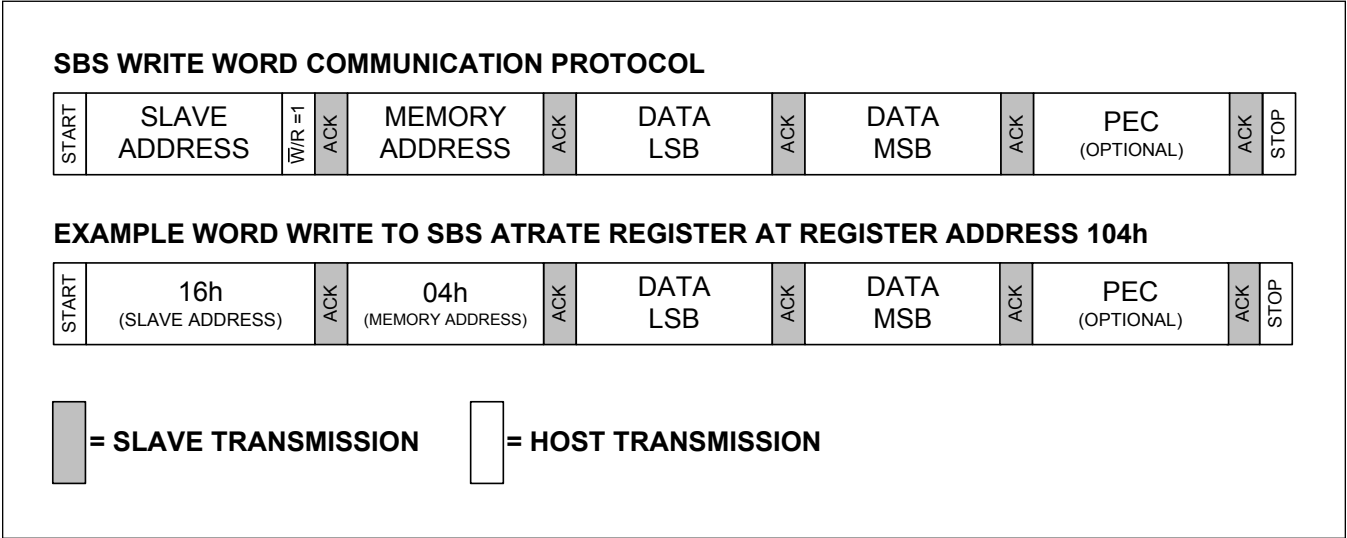 SBS WRITE WORD COMMUNICATION PROTOCOL
START
SLAVE
ADDRESS
W̅/R =1
ACK
MEMORY
ADDRESS
ACK
DATA
LSB
ACK
DATA
MSB
ACK
PEC
(OPTIONAL)
ACK
STOP
EXAMPLE WORD WRITE TO SBS ATRATE REGISTER AT REGISTER ADDRESS 104h
START
16h
(SLAVE ADDRESS)
ACK
04h
(MEMORY ADDRESS)
ACK
DATA
LSB
ACK
DATA
MSB
ACK
PEC
(OPTIONAL)
ACK
STOP
= SLAVE TRANSMISSION
= HOST TRANSMISSION